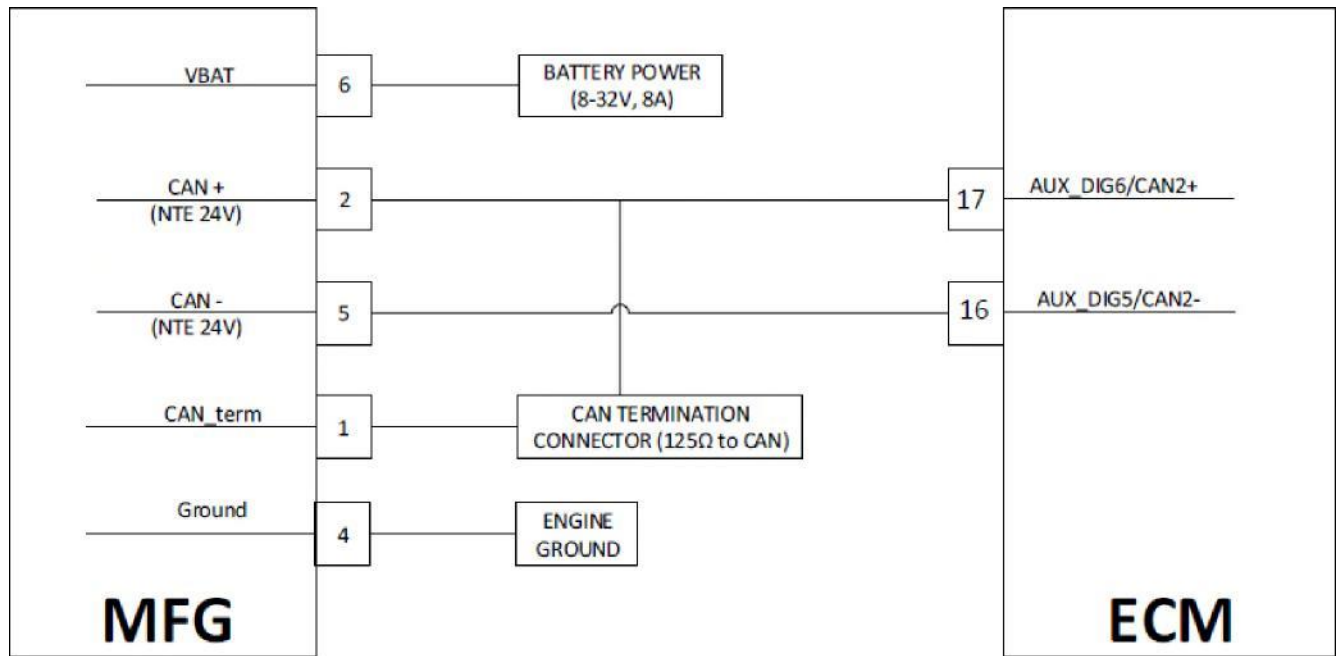 VBAT
6
BATTERY POWER
(8-32V, 8A)
CAN +
(NTE 24V)
2
17
AUX_DIG6/CAN2+
CAN -
(NTE 24V)
5
16
AUX_DIG5/CAN2-
CAN_term
1
CAN TERMINATION
CONNECTOR (125Ω to CAN)
Ground
4
ENGINE
GROUND
MFG
ECM